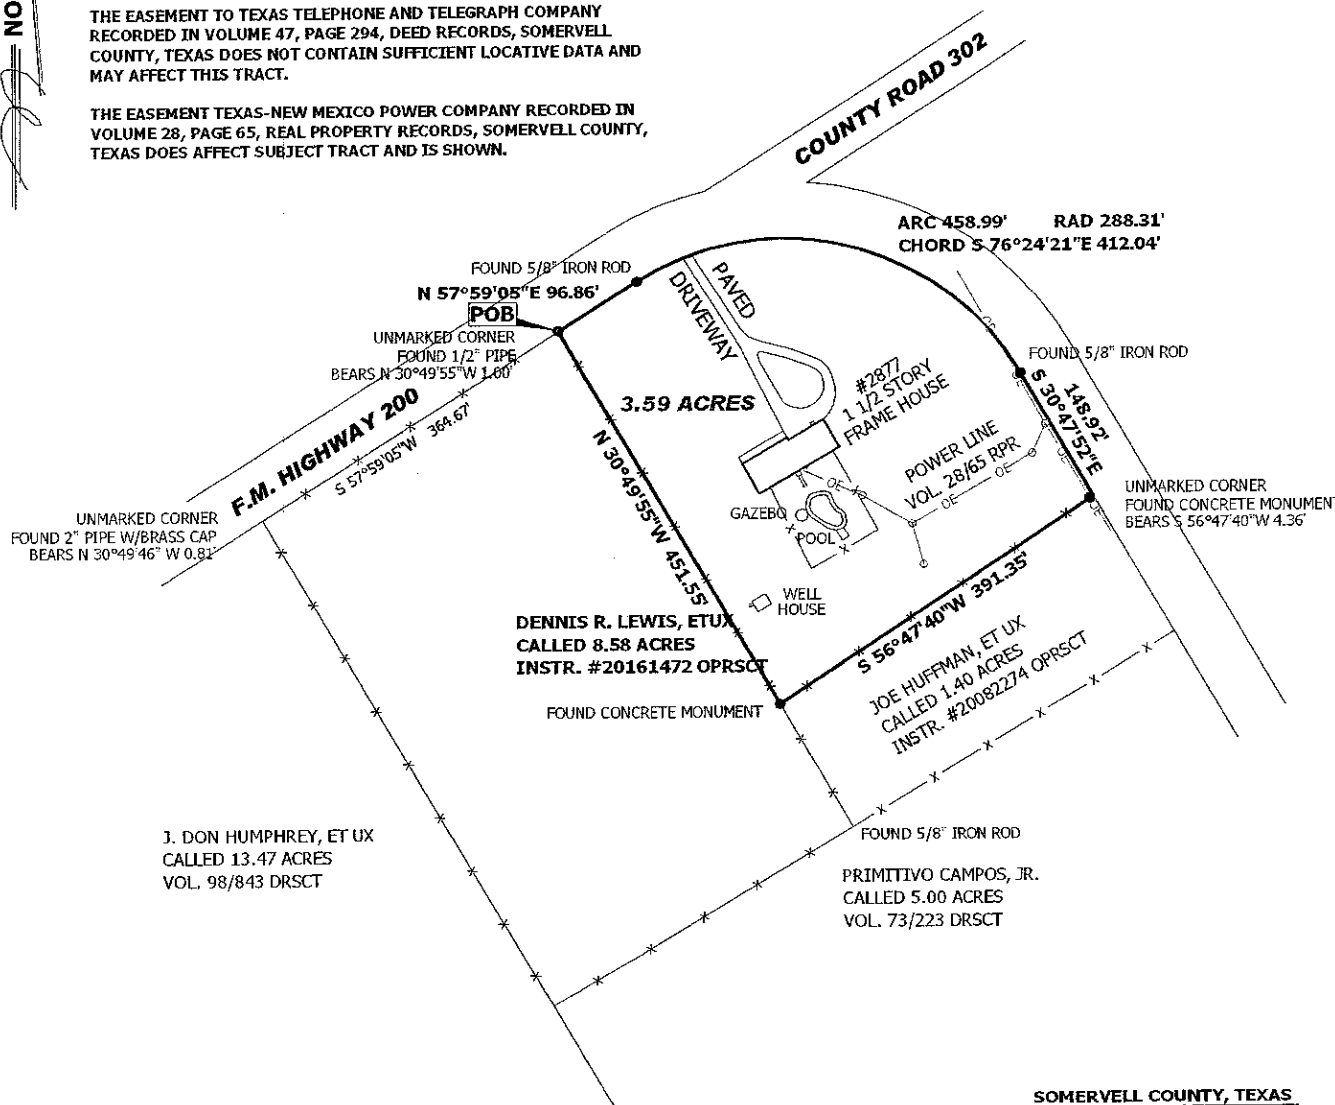 NO
THE EASEMENT TO TEXAS TELEPHONE AND TELEGRAPH COMPANY
RECORDED IN VOLUME 47, PAGE 294, DEED RECORDS, SOMERVELL
COUNTY, TEXAS DOES NOT CONTAIN SUFFICIENT LOCATIVE DATA AND
MAY AFFECT THIS TRACT.
THE EASEMENT TEXAS-NEW MEXICO POWER COMPANY RECORDED IN
VOLUME 28, PAGE 65, REAL PROPERTY RECORDS, SOMERVELL COUNTY,
TEXAS DOES AFFECT SUBJECT TRACT AND IS SHOWN.
COUNTY ROAD 302
ARC 458.99' RAD 288.31'
CHORD S 76°24'21"E 412.04'
FOUND 5/8" IRON ROD
N 57°59'05"E 96.86'
POB
UNMARKED CORNER
FOUND 1/2" PIPE
BEARS N 30°49'55"W 1.00'
PAVED
DRIVEWAY
FOUND 5/8" IRON ROD
148.92'
S 30°47'52"E
#2877
1 1/2 STORY
FRAME HOUSE
3.59 ACRES
F.M. HIGHWAY 200
S 57°59'05"W 364.67'
N 30°49'55"W 451.55'
POWER LINE
VOL. 28/65 RPR
OE
OE
OE
OE
OE
OE
OE
UNMARKED CORNER
FOUND CONCRETE MONUMEN
BEARS S 56°47'40"W 4.36'
UNMARKED CORNER
FOUND 2" PIPE W/BRASS CAP
BEARS N 30°49'46" W 0.81'
GAZEBO
POOL
WELL
HOUSE
S 56°47'40"W 391.35'
DENNIS R. LEWIS, ETUX
CALLED 8.58 ACRES
INSTR. #20161472 OPRSCT
JOE HUFFMAN, ET UX
CALLED 1.40 ACRES
INSTR. #20082274 OPRSCT
FOUND CONCRETE MONUMENT
J. DON HUMPHREY, ET UX
CALLED 13.47 ACRES
VOL. 98/843 DRSCT
FOUND 5/8" IRON ROD
PRIMITIVO CAMPOS, JR.
CALLED 5.00 ACRES
VOL. 73/223 DRSCT
SOMERVELL COUNTY, TEXAS